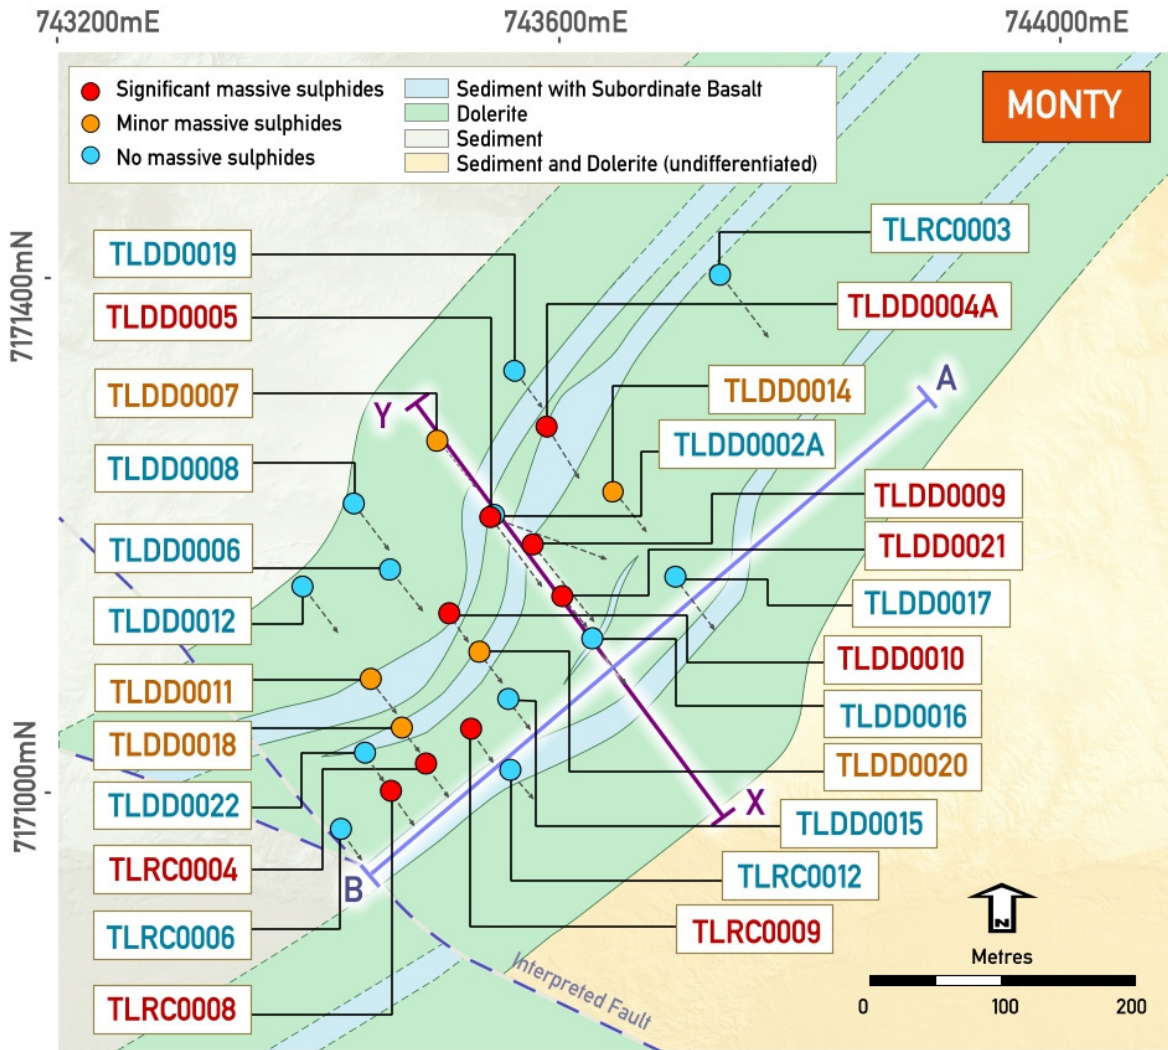 743200mE
743600mE
744000mE
Significant massive sulphides
Minor massive sulphides
No massive sulphides
Sediment with Subordinate Basalt
Dolerite
Sediment
Sediment and Dolerite (undifferentiated)
MONTY
7171400mN
7171000mN
TLDD0019
TLDD0005
TLDD0007
TLDD0008
TLDD0006
TLDD0012
TLDD0011
TLDD0018
TLDD0022
TLRC0004
TLRC0006
TLRC0008
TLRC0003
TLDD0004A
TLDD0014
TLDD0002A
TLDD0009
TLDD0021
TLDD0017
TLDD0010
TLDD0016
TLDD0020
TLDD0015
TLRC0012
TLRC0009
Y
A
X
B
Interpreted Fault
N
Metres
0 100 200